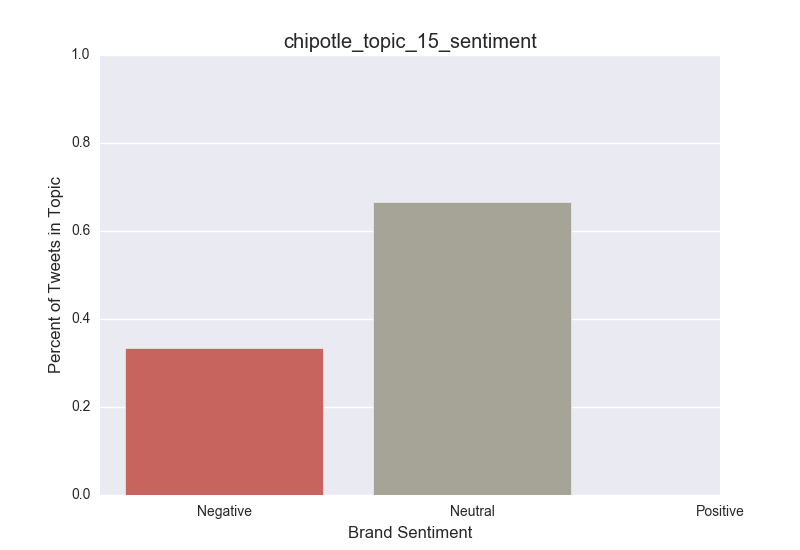 chipotle_topic_15_sentiment
1.0
0.8
0.6
0.4
0.2
0.0
Percent of Tweets in Topic
Negative Neutral Positive
Brand Sentiment